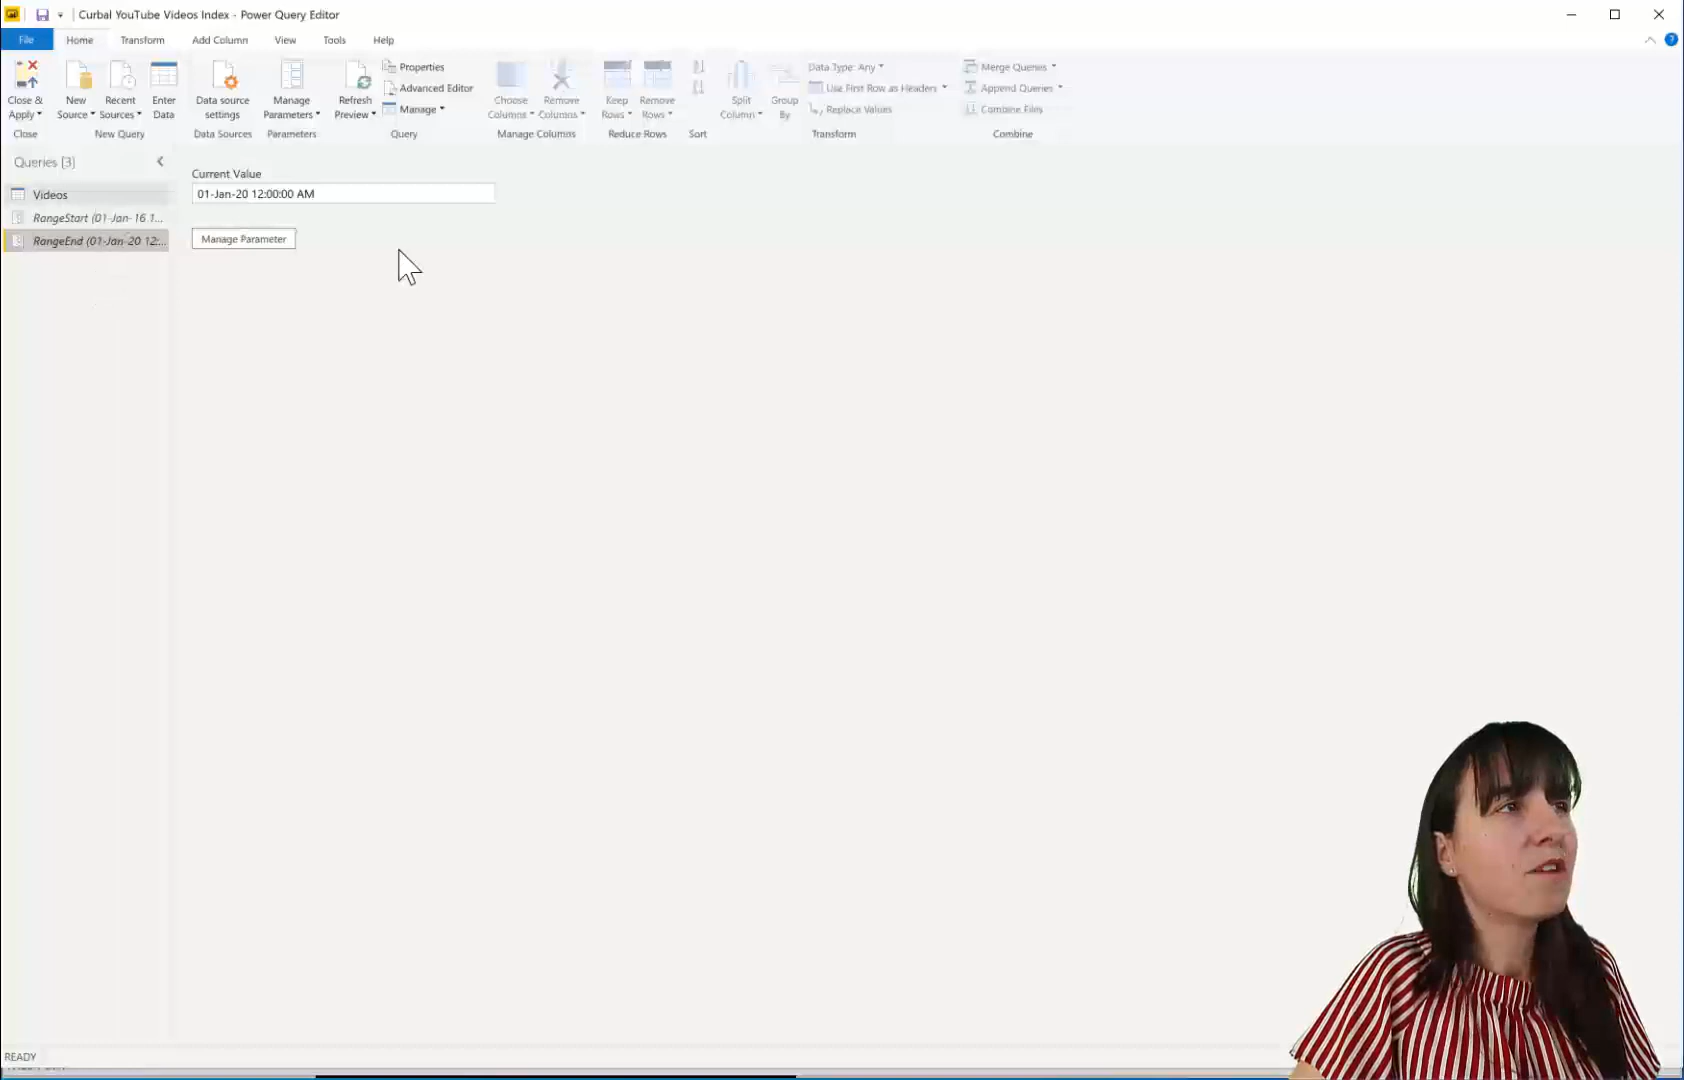 Curbal YouTube Videos Index - Power Query Editor
File Home Transform Add Column View Tools Help
Close & Apply
New Source
Recent Sources
Enter Data
Data source settings
Manage Parameters
Refresh Preview
Properties
Advanced Editor
Manage
Choose Columns
Remove Columns
Keep Rows
Remove Rows
Split Column
Group By
Data Type: Any
Use First Row as Headers
Replace Values
Merge Queries
Append Queries
Combine Files
Close New Query Data Sources Parameters Query Manage Columns Reduce Rows Sort Transform Combine
Queries [3]
Videos
RangeStart (01-Jan-16 1...
RangeEnd (01-Jan-20 12:...
Current Value
01-Jan-20 12:00:00 AM
Manage Parameter
READY